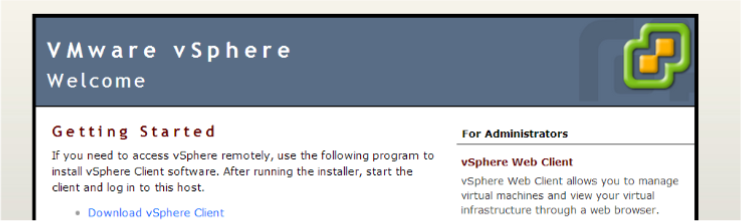 VMware vSphere
Welcome
Getting Started
If you need to access vSphere remotely, use the following program to
install vSphere Client software. After running the installer, start the
client and log in to this host.
Download vSphere Client
For Administrators
vSphere Web Client
vSphere Web Client allows you to manage
virtual machines and view your virtual
infrastructure through a web browser.